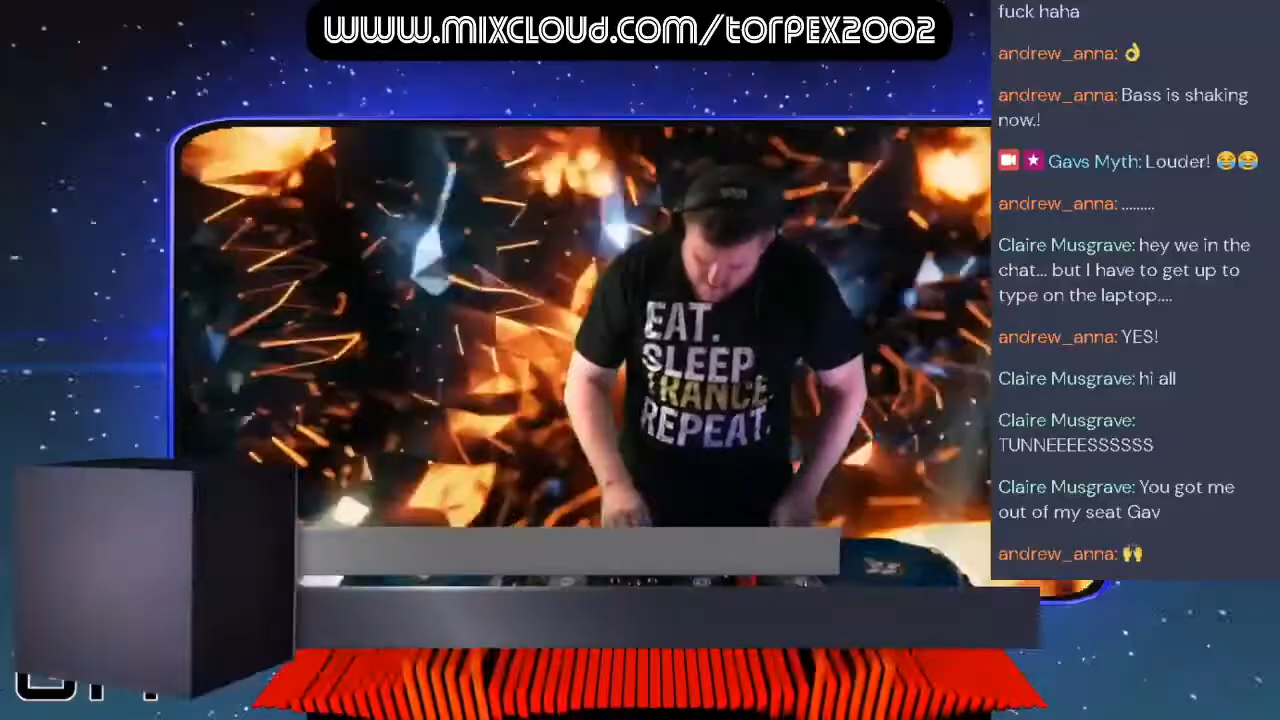 www.mixcloud.com/torpex2002
fuck haha
andrew_anna: 👌
andrew_anna: Bass is shaking
now.!
Gavs Myth: Louder! 😂😂
andrew_anna: .........
Claire Musgrave: hey we in the
chat... but I have to get up to
type on the laptop....
andrew_anna: YES!
Claire Musgrave: hi all
Claire Musgrave:
TUNNEEEESSSSSS
Claire Musgrave: You got me
out of my seat Gav
andrew_anna: 🙌
EAT.
SLEEP
TRANCE
REPEAT.